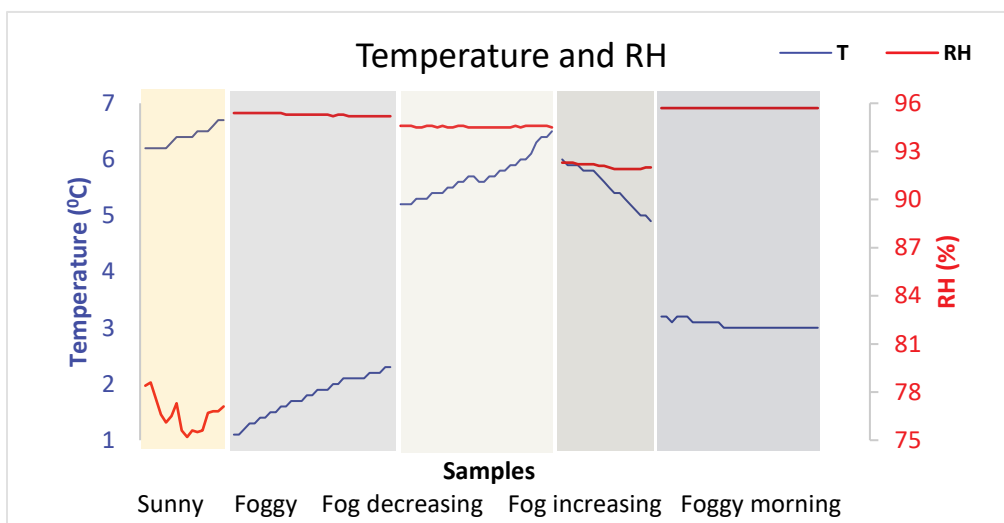 Temperature and RH
T
RH
7
6
5
4
3
2
1
Temperature (⁰C)
96
93
90
87
84
81
78
75
RH (%)
Samples
Sunny Foggy Fog decreasing Fog increasing Foggy morning